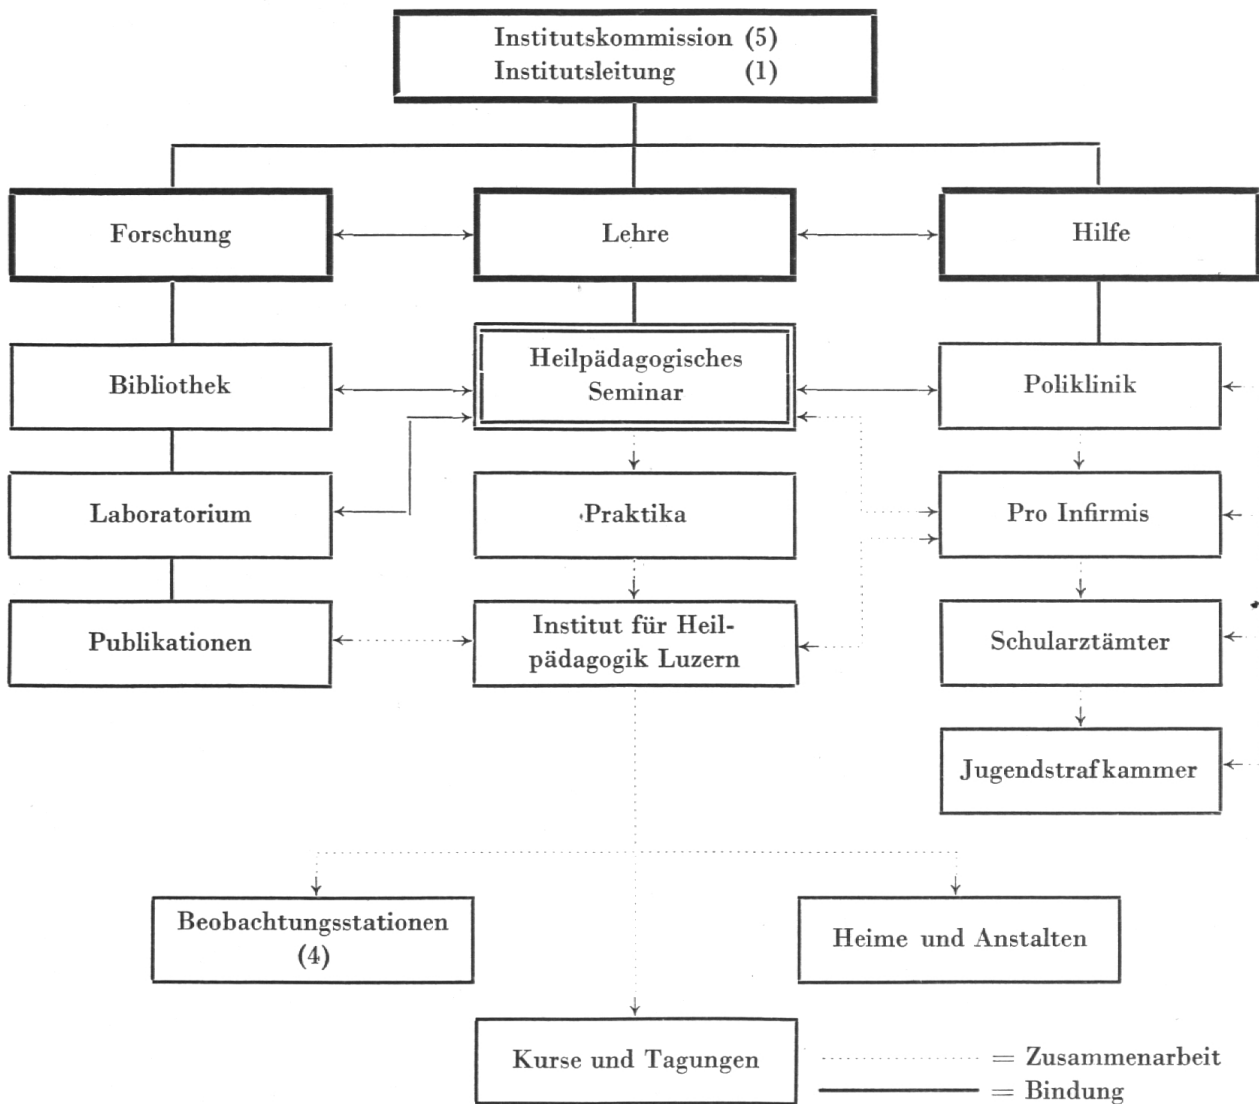 Institutskommission (5)
Institutsleitung (1)
Forschung
Lehre
Hilfe
Bibliothek
Heilpädagogisches
Seminar
Poliklinik
Laboratorium
Praktika
Pro Infirmis
Publikationen
Institut für Heil-
pädagogik Luzern
Schularztämter
Jugendstrafkammer
Beobachtungsstationen
(4)
Heime und Anstalten
Kurse und Tagungen
= Zusammenarbeit
= Bindung